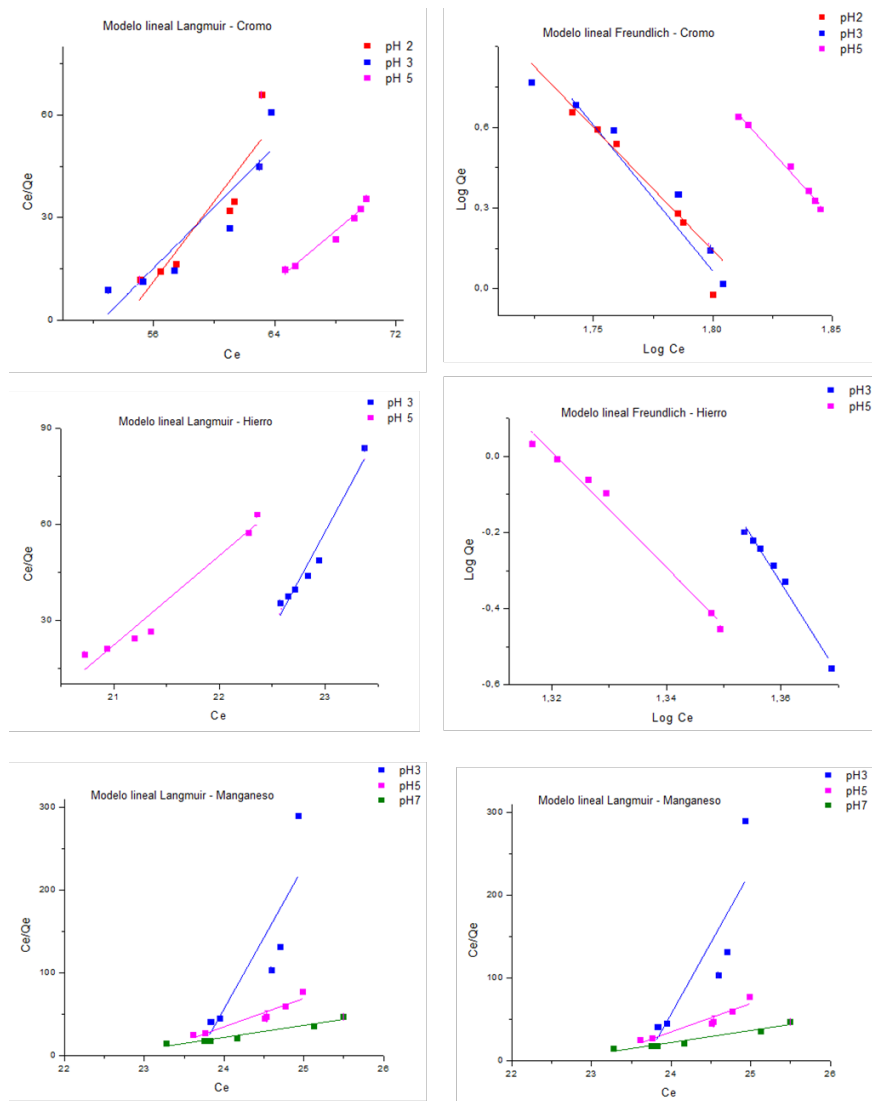 Modelo lineal Langmuir - Cromo
pH 2
pH 3
pH 5
Ce/Qe
60
30
0
56
64
72
Ce
Modelo lineal Freundlich - Cromo
pH2
pH3
pH5
Log Qe
0,6
0,3
0,0
1,75
1,80
1,85
Log Ce
Modelo lineal Langmuir - Hierro
pH 3
pH 5
Ce/Qe
90
60
30
21
22
23
Ce
Modelo lineal Freundlich - Hierro
pH3
pH5
Log Qe
0,0
-0,2
-0,4
-0,6
1,32
1,34
1,36
Log Ce
Modelo lineal Langmuir - Manganeso
pH3
pH5
pH7
Ce/Qe
300
200
100
0
22
23
24
25
26
Ce
Modelo lineal Langmuir - Manganeso
pH3
pH5
pH7
Ce/Qe
300
200
100
0
22
23
24
25
26
Ce